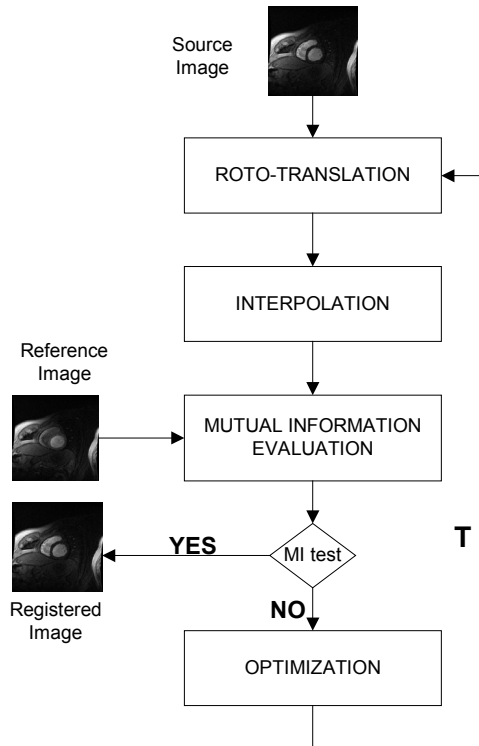 Source
Image
ROTO-TRANSLATION
INTERPOLATION
Reference
Image
MUTUAL INFORMATION
EVALUATION
YES
MI test
T
Registered
Image
NO
OPTIMIZATION